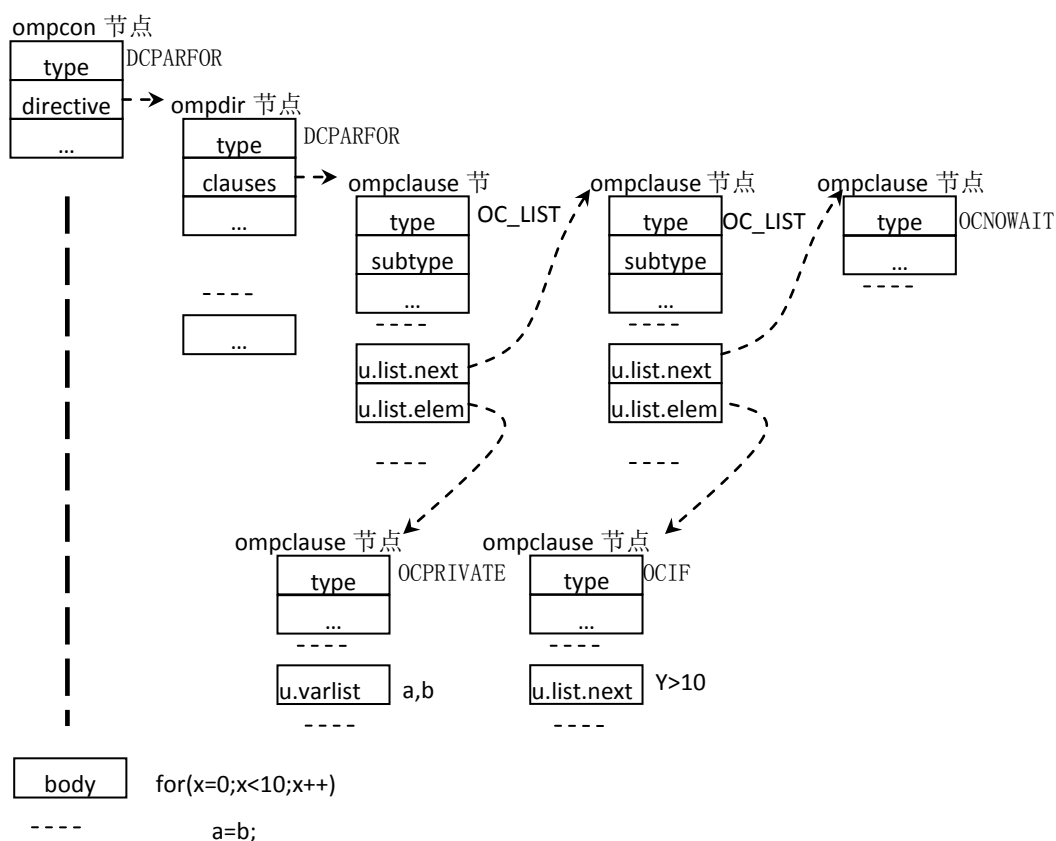 ompcon 节点
type
DCPARFOR
directive
...
ompdir 节点
type
DCPARFOR
clauses
...
...
ompclause 节
type
OC_LIST
subtype
...
u.list.next
u.list.elem
ompclause 节点
type
OC_LIST
subtype
...
u.list.next
u.list.elem
ompclause 节点
type
OCNOWAIT
...
ompclause 节点
type
OCPRIVATE
...
u.varlist
a,b
ompclause 节点
type
OCIF
...
u.list.next
Y>10
body
for(x=0;x<10;x++)
a=b;